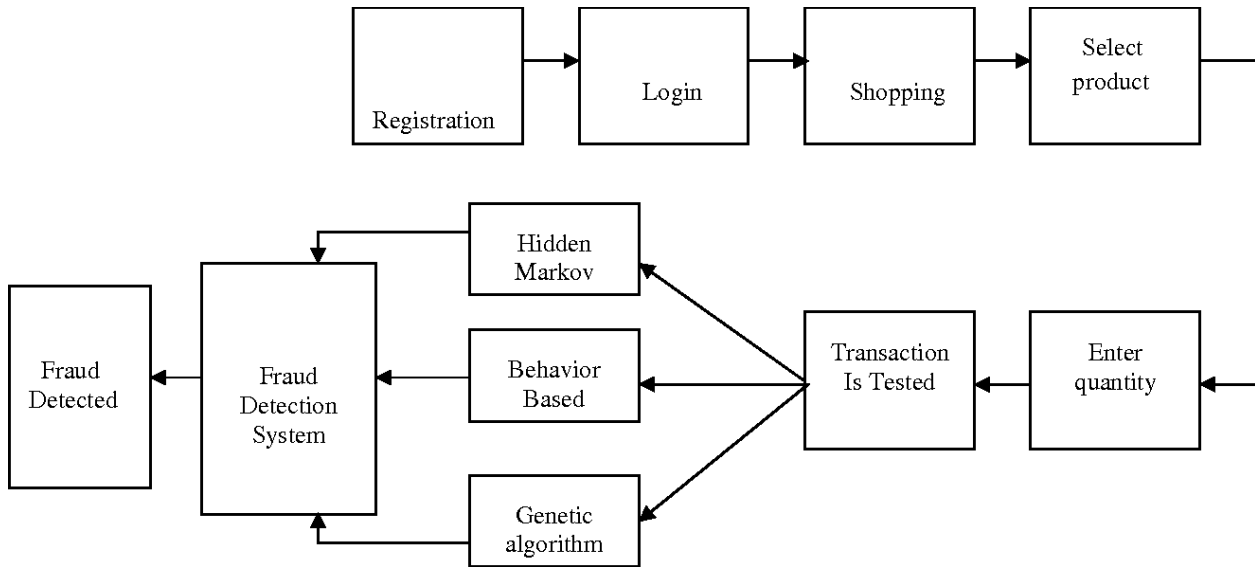 Registration
Login
Shopping
Select
product
Hidden
Markov
Fraud
Detected
Fraud
Detection
System
Behavior
Based
Transaction
Is Tested
Enter
quantity
Genetic
algorithm